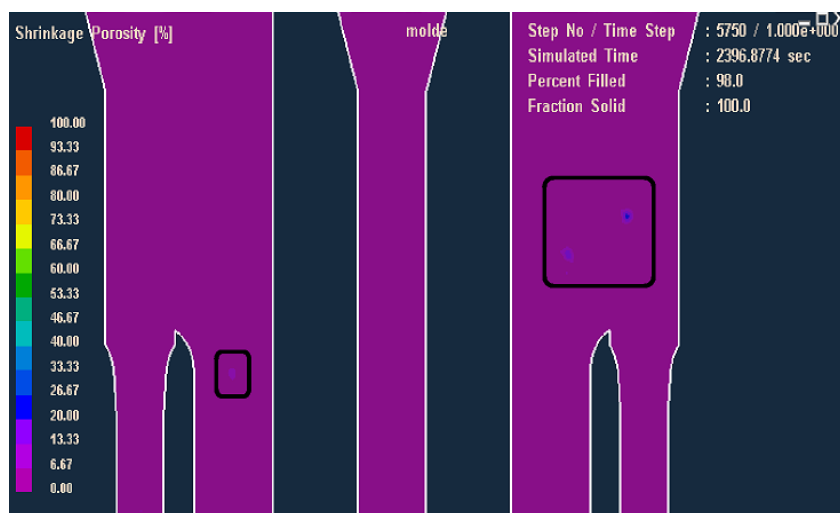 Shrinkage Porosity [%]
molde
Step No / Time Step : 5750 / 1.000e+000
Simulated Time : 2396.8774 sec
Percent Filled : 98.0
Fraction Solid : 100.0
100.00
93.33
86.67
80.00
73.33
66.67
60.00
53.33
46.67
40.00
33.33
26.67
20.00
13.33
6.67
0.00